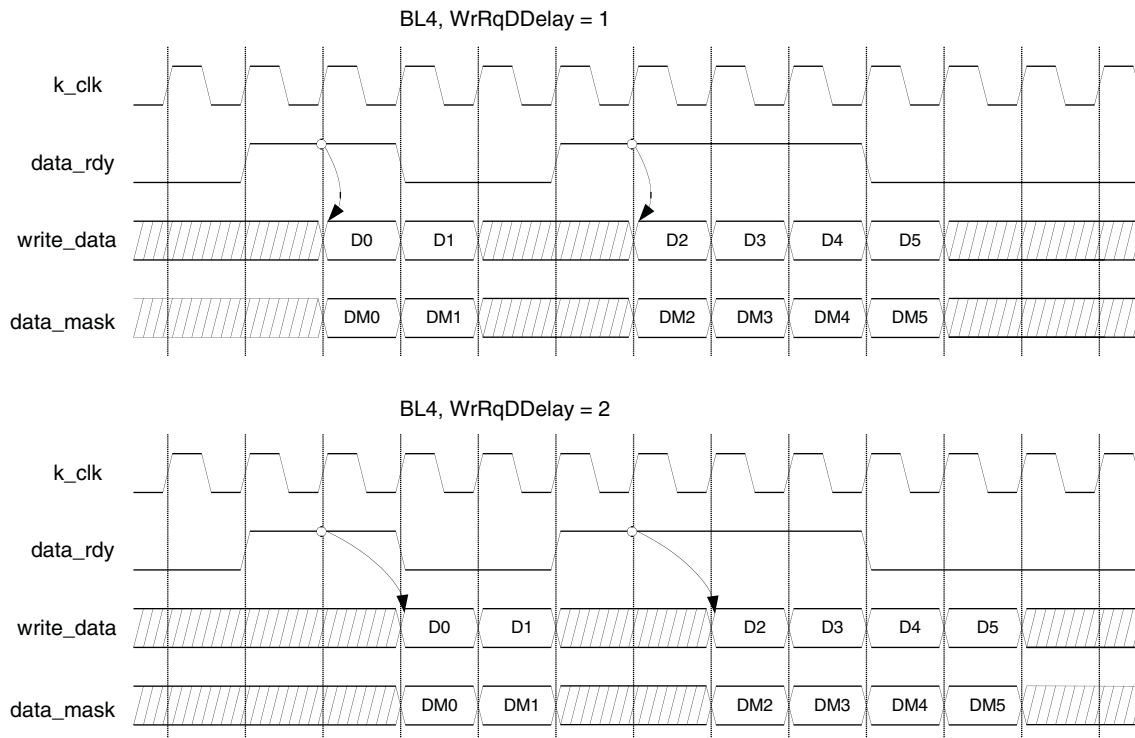 BL4, WrRqDDelay = 1
k_clk
data_rdy
write_data D0 D1 D2 D3 D4 D5
data_mask DM0 DM1 DM2 DM3 DM4 DM5
BL4, WrRqDDelay = 2
k_clk
data_rdy
write_data D0 D1 D2 D3 D4 D5
data_mask DM0 DM1 DM2 DM3 DM4 DM5